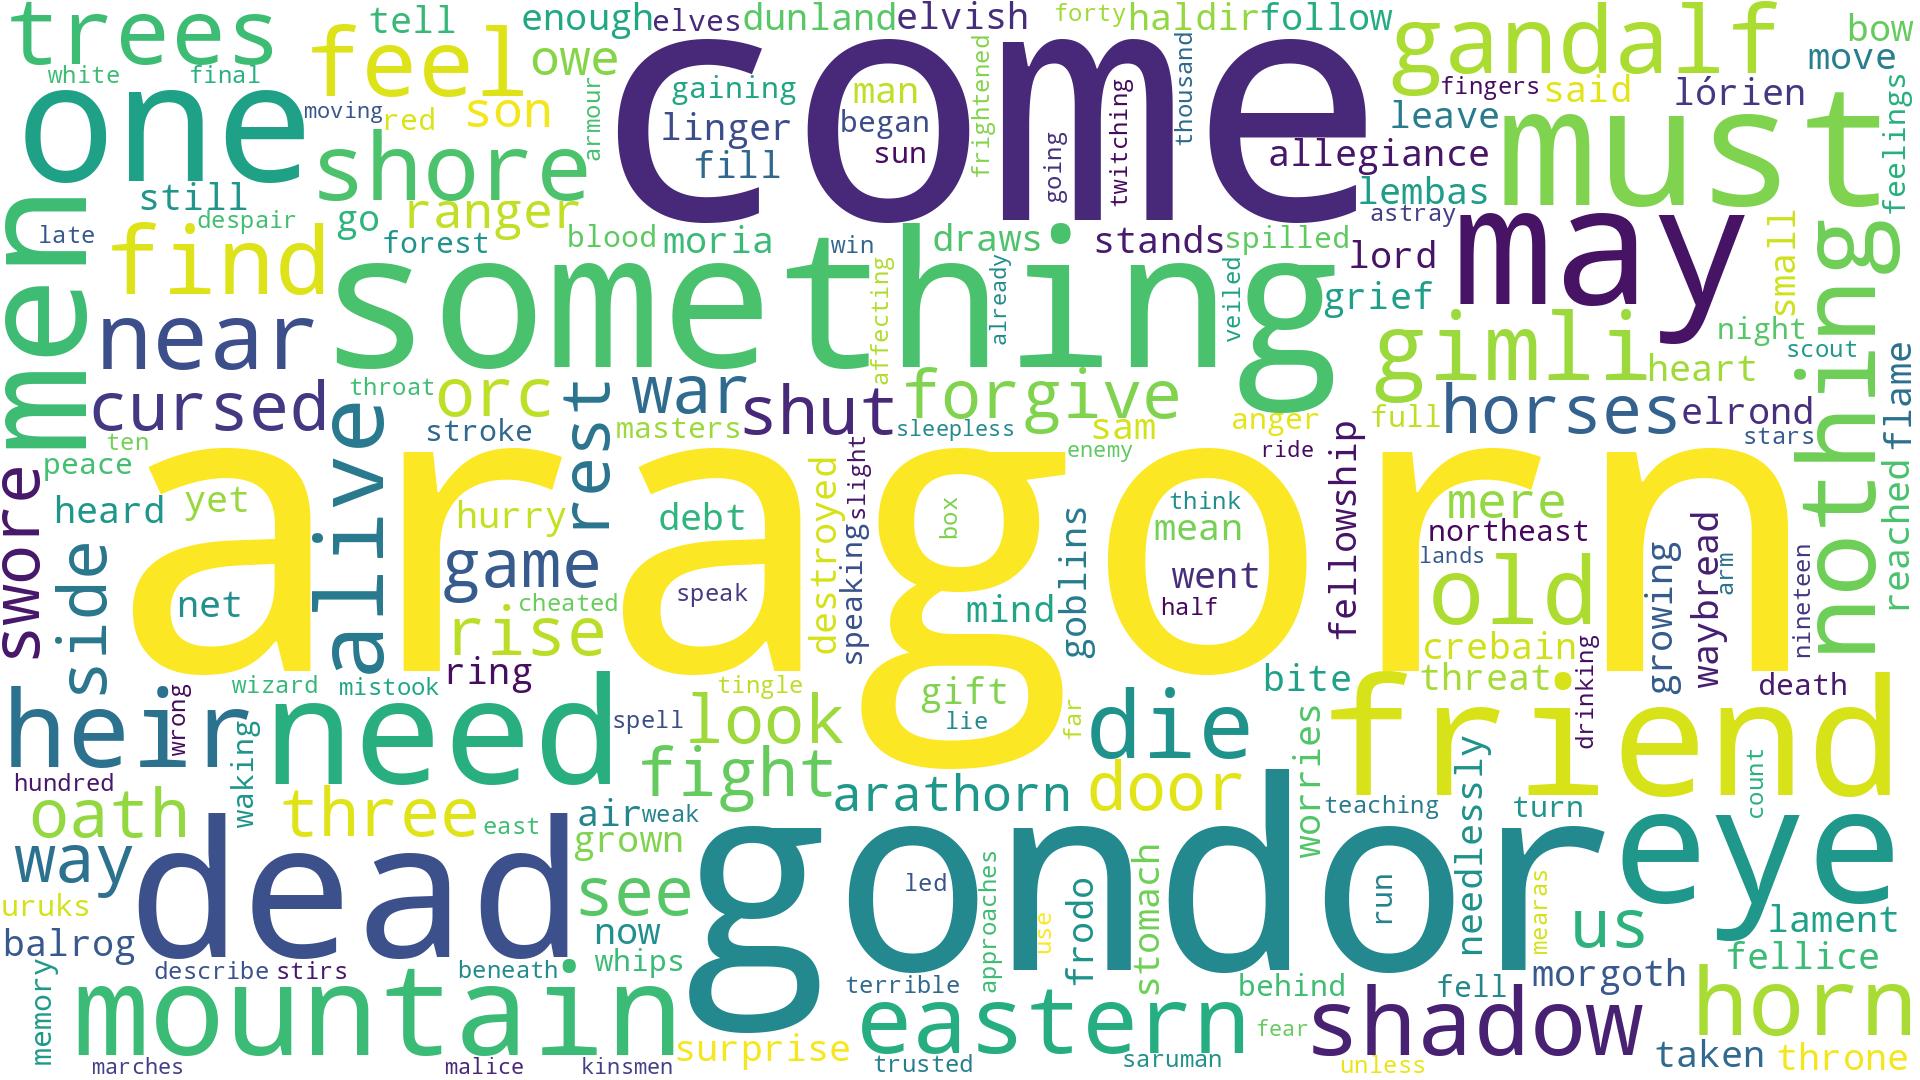 trees
tell
enough
elves
dunland
elvish
forty
haldir
follow
gandalf
bow
white
final
feel
owe
come
move
one
moving
red
son
armour
gaining
man
frightened
twitching
thousand
fingers
said
lórien
feelings
linger
began
going
leave
must
shore
fill
sun
allegiance
still
lembas
men
despair
go
ranger
astray
may
late
find
forest
blood
moria
win
draws
stands
spilled
lord
small
nothing
something
affecting
already
veiled
grief
near
gimli
night
scout
heart
cursed
throat
orc
rest
war
shut
forgive
anger
full
horses
elrond
flame
alive
stroke
masters
sleepless
sam
stars
ten
enemy
ride
fellowship
peace
aragorn
swore
heard
yet
hurry
debt
destroyed
slight
speaking
box
think
mean
mere
northeast
reached
side
game
goblins
went
lands
old
growing
waybread
arm
nineteen
net
cheated
speak
mind
half
rise
crebain
ring
threat
drinking
death
wizard
mistook
tingle
gift
bite
heir
wrong
need
spell
look
lie
far
die
friend
waking
fight
worries
needlessly
count
hundred
oath
three
east
air
weak
arathorn
door
teaching
turn
way
dead
grown
gondor
eye
see
led
run
uruks
approaches
use
frodo
stomach
mearas
us
lament
balrog
now
fellice
describe
stirs
beneath
whips
memory
mountain
terrible
behind
fell
morgoth
horn
eastern
fear
shadow
surprise
marches
malice
kinsmen
trusted
saruman
unless
taken
throne